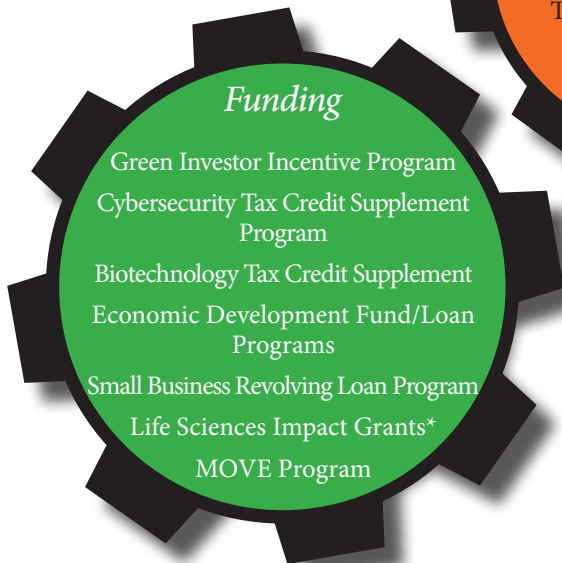 T
Funding
Green Investor Incentive Program
Cybersecurity Tax Credit Supplement
Program
Biotechnology Tax Credit Supplement
Economic Development Fund/Loan
Programs
Small Business Revolving Loan Program
Life Sciences Impact Grants*
MOVE Program